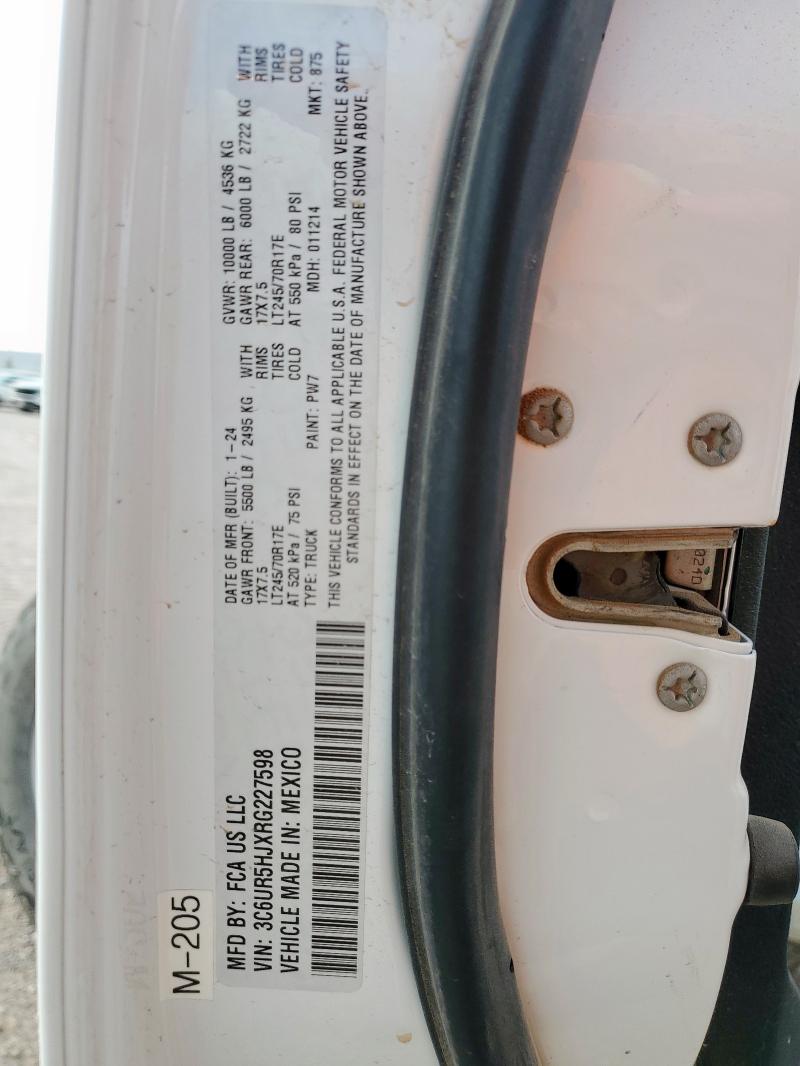 M-205
MFD BY: FCA US LLC
VIN: 3C6UR5HJXRG227598
VEHICLE MADE IN: MEXICO
DATE OF MFR (BUILT): 1-24 GVWR: 10000 LB / 4536 KG
GAWR FRONT: 5500 LB / 2495 KG WITH GAWR REAR: 6000 LB / 2722 KG WITH
17X7.5 RIMS 17X7.5 RIMS
LT245/70R17E TIRES LT245/70R17E TIRES
AT 520 kPa / 75 PSI COLD AT 550 kPa / 80 PSI COLD
TYPE: TRUCK PAINT: PW7 MDH: 011214 MKT: 875
THIS VEHICLE CONFORMS TO ALL APPLICABLE U.S.A. FEDERAL MOTOR VEHICLE SAFETY
STANDARDS IN EFFECT ON THE DATE OF MANUFACTURE SHOWN ABOVE.